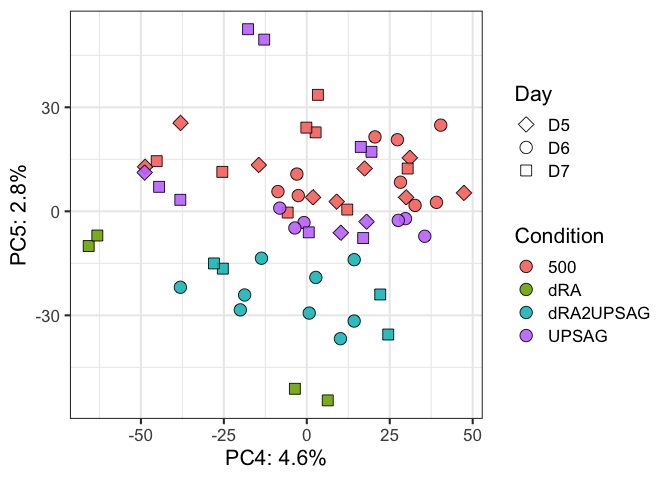 30
0
-30
PC5: 2.8%
-50
-25
0
25
50
PC4: 4.6%
Day
D5
D6
D7
Condition
500
dRA
dRA2UPSAG
UPSAG